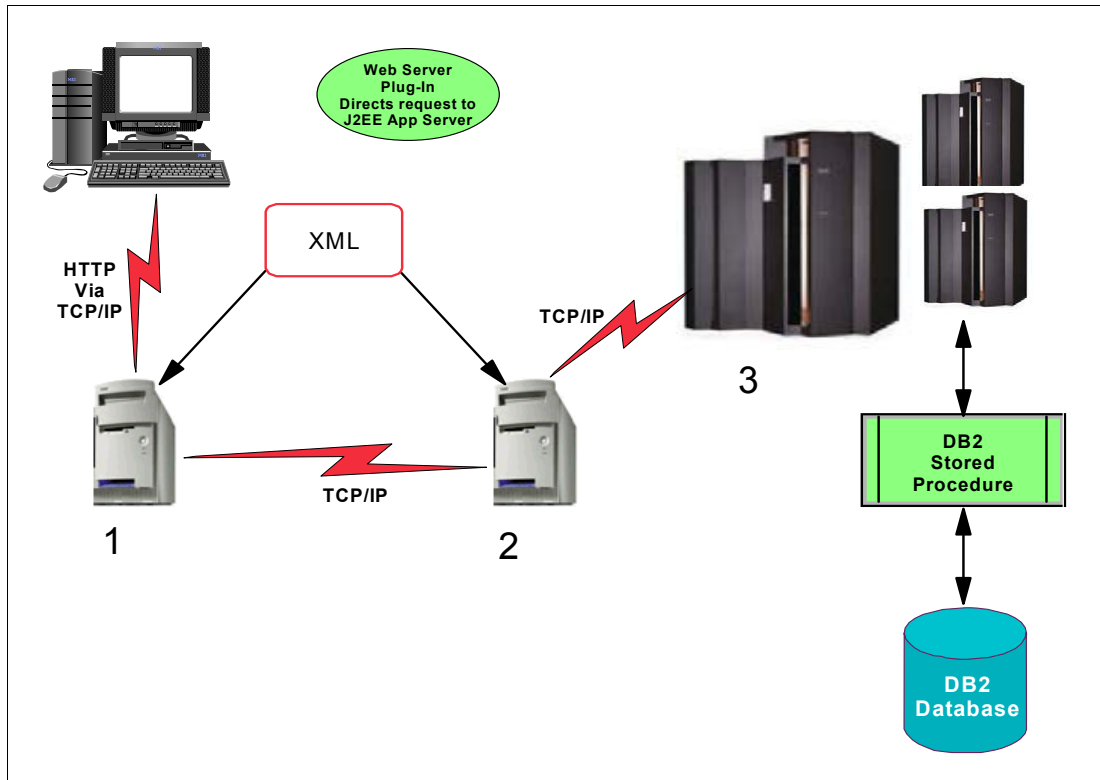 Web Server
Plug-In
Directs request to
J2EE App Server
XML
HTTP
Via
TCP/IP
TCP/IP
3
DB2
Stored
Procedure
TCP/IP
1
2
DB2
Database